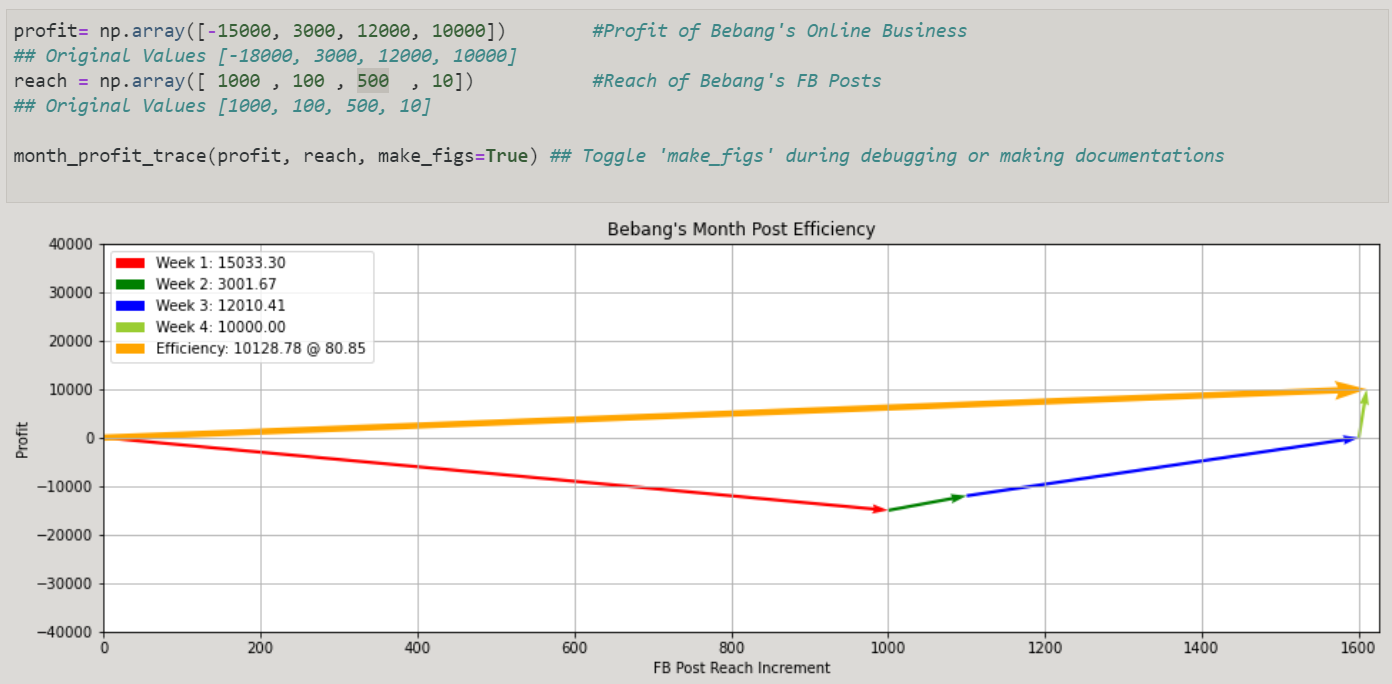 profit= np.array([-15000, 3000, 12000, 10000]) #Profit of Bebang's Online Business
## Original Values [-18000, 3000, 12000, 10000]
reach = np.array([ 1000 , 100 , 500 , 10]) #Reach of Bebang's FB Posts
## Original Values [1000, 100, 500, 10]
month_profit_trace(profit, reach, make_figs=True) ## Toggle 'make_figs' during debugging or making documentations
Bebang's Month Post Efficiency
40000
30000
20000
10000
0
−10000
−20000
−30000
−40000
Profit
Week 1: 15033.30
Week 2: 3001.67
Week 3: 12010.41
Week 4: 10000.00
Efficiency: 10128.78 @ 80.85
0 200 400 600 800 1000 1200 1400 1600
FB Post Reach Increment